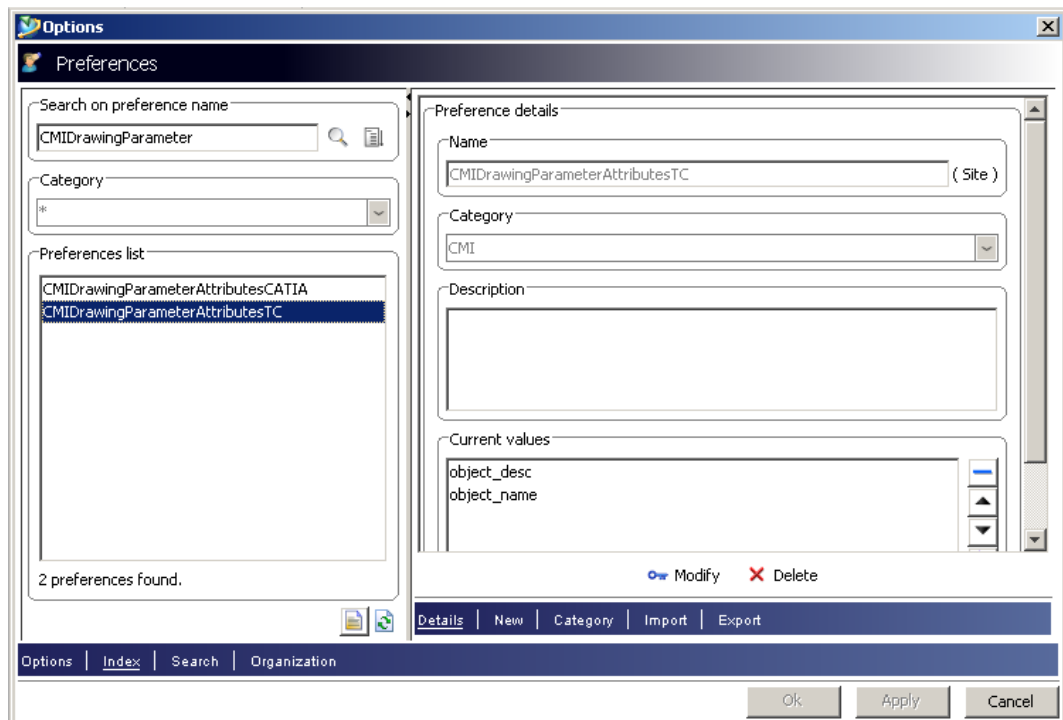 Options
Preferences
Search on preference name
CMIDrawingParameter
Category
*
Preferences list
CMIDrawingParameterAttributesCATIA
CMIDrawingParameterAttributesTC
2 preferences found.
Preference details
Name
CMIDrawingParameterAttributesTC ( Site )
Category
CMI
Description
Current values
object_desc
object_name
Modify Delete
Details | New | Category | Import | Export
Options | Index | Search | Organization
Ok Apply Cancel